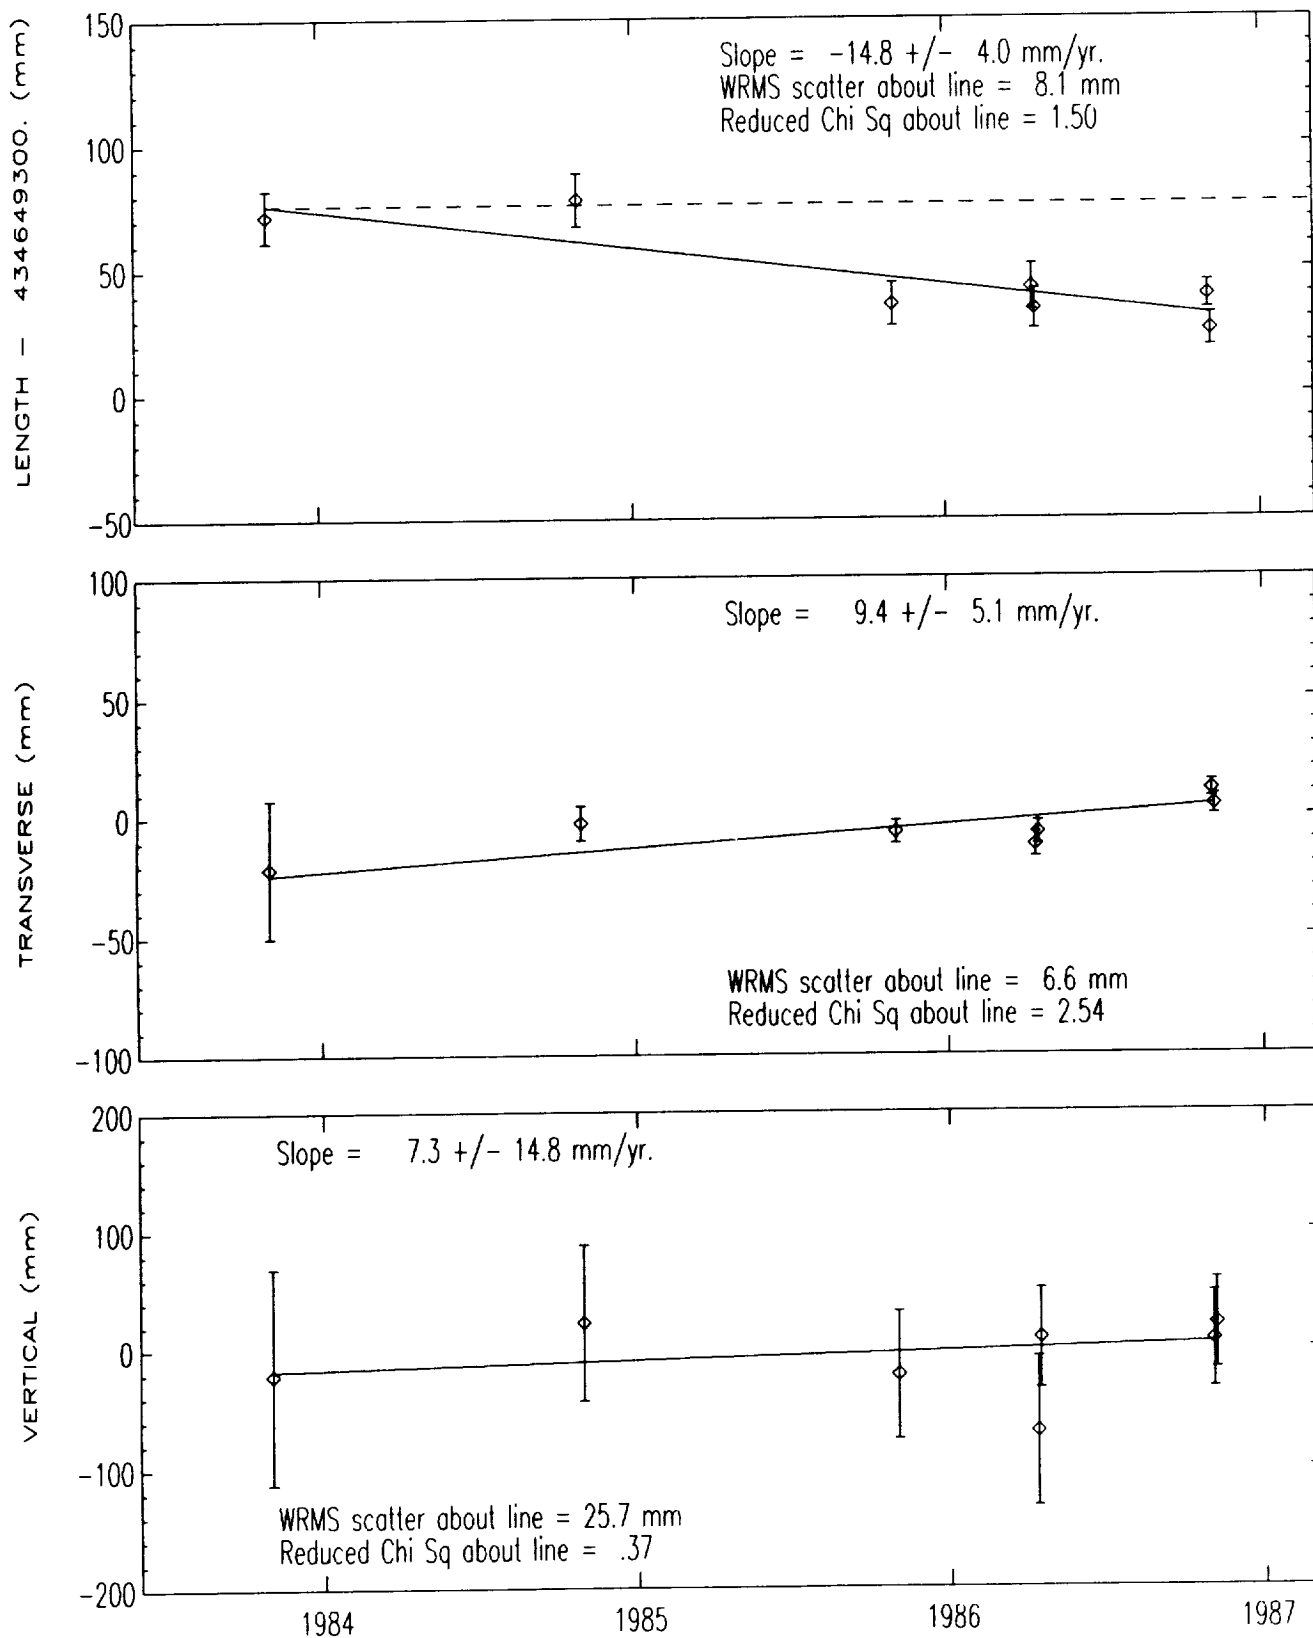 LENGTH – 434649300. (mm)
150
100
50
0
-50
Slope = -14.8 +/- 4.0 mm/yr.
WRMS scatter about line = 8.1 mm
Reduced Chi Sq about line = 1.50
TRANSVERSE (mm)
100
50
0
-50
-100
Slope = 9.4 +/- 5.1 mm/yr.
WRMS scatter about line = 6.6 mm
Reduced Chi Sq about line = 2.54
VERTICAL (mm)
200
100
0
-100
-200
Slope = 7.3 +/- 14.8 mm/yr.
WRMS scatter about line = 25.7 mm
Reduced Chi Sq about line = .37
1984
1985
1986
1987